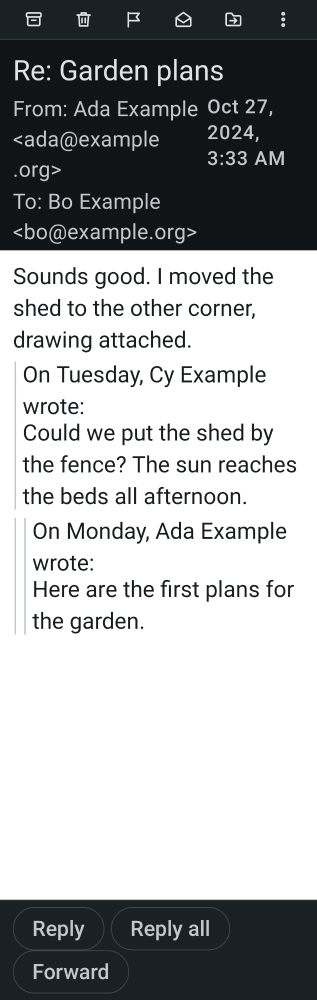 Re: Garden plans
From: Ada Example
<ada@example
.org>
Oct 27,
2024,
3:33 AM
To: Bo Example
<bo@example.org>
Sounds good. I moved the
shed to the other corner,
drawing attached.
On Tuesday, Cy Example
wrote:
Could we put the shed by
the fence? The sun reaches
the beds all afternoon.
On Monday, Ada Example
wrote:
Here are the first plans for
the garden.
Reply
Reply all
Forward